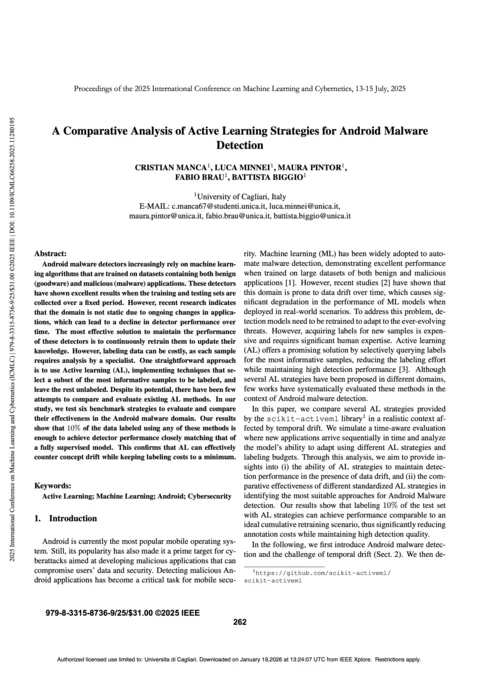 Proceedings of the 2025 International Conference on Machine Learning and Cybernetics, 13-15 July, 2025
2025 International Conference on Machine Learning and Cybernetics (ICMLC) | 979-8-3315-8736-9/25/$31.00 ©2025 IEEE | DOI: 10.1109/ICMLC66258.2025.11280195
A Comparative Analysis of Active Learning Strategies for Android Malware
Detection
CRISTIAN MANCA¹, LUCA MINNEI¹, MAURA PINTOR¹,
FABIO BRAU¹, BATTISTA BIGGIO¹
¹University of Cagliari, Italy
E-MAIL: c.manca67@studenti.unica.it, luca.minnei@unica.it,
maura.pintor@unica.it, fabio.brau@unica.it, battista.biggio@unica.it
Abstract:
Android malware detectors increasingly rely on machine learn-
ing algorithms that are trained on datasets containing both benign
(goodware) and malicious (malware) applications. These detectors
have shown excellent results when the training and testing sets are
collected over a fixed period. However, recent research indicates
that the domain is not static due to ongoing changes in applica-
tions, which can lead to a decline in detector performance over
time. The most effective solution to maintain the performance
of these detectors is to continuously retrain them to update their
knowledge. However, labeling data can be costly, as each sample
requires analysis by a specialist. One straightforward approach
is to use Active Learning (AL), implementing techniques that se-
lect a subset of the most informative samples to be labeled, and
leave the rest unlabeled. Despite its potential, there have been few
attempts to compare and evaluate existing AL methods. In our
study, we test six benchmark strategies to evaluate and compare
their effectiveness in the Android malware domain. Our results
show that 10% of the data labeled using any of these methods is
enough to achieve detector performance closely matching that of
a fully supervised model. This confirms that AL can effectively
counter concept drift while keeping labeling costs to a minimum.
Keywords:
Active Learning; Machine Learning; Android; Cybersecurity
1. Introduction
Android is currently the most popular mobile operating sys-
tem. Still, its popularity has also made it a prime target for cy-
berattacks aimed at developing malicious applications that can
compromise users' data and security. Detecting malicious An-
droid applications has become a critical task for mobile secu-
rity. Machine learning (ML) has been widely adopted to auto-
mate malware detection, demonstrating excellent performance
when trained on large datasets of both benign and malicious
applications [1]. However, recent studies [2] have shown that
this domain is prone to data drift over time, which causes sig-
nificant degradation in the performance of ML models when
deployed in real-world scenarios. To address this problem, de-
tection models need to be retrained to adapt to the ever-evolving
threats. However, acquiring labels for new samples is expen-
sive and requires significant human expertise. Active learning
(AL) offers a promising solution by selectively querying labels
for the most informative samples, reducing the labeling effort
while maintaining high detection performance [3]. Although
several AL strategies have been proposed in different domains,
few works have systematically evaluated these methods in the
context of Android malware detection.
In this paper, we compare several AL strategies provided
by the scikit-activeml library¹ in a realistic context af-
fected by temporal drift. We simulate a time-aware evaluation
where new applications arrive sequentially in time and analyze
the model's ability to adapt using different AL strategies and
labeling budgets. Through this analysis, we aim to provide in-
sights into (i) the ability of AL strategies to maintain detec-
tion performance in the presence of data drift, and (ii) the com-
parative effectiveness of different standardized AL strategies in
identifying the most suitable approaches for Android Malware
detection. Our results show that labeling 10% of the test set
with AL strategies can achieve performance comparable to an
ideal cumulative retraining scenario, thus significantly reducing
annotation costs while maintaining high detection quality.
In the following, we first introduce Android malware detec-
tion and the challenge of temporal drift (Sect. 2). We then de-
¹https://github.com/scikit-activeml/
scikit-activeml
979-8-3315-8736-9/25/$31.00 ©2025 IEEE
262
Authorized licensed use limited to: Universita di Cagliari. Downloaded on January 19,2026 at 13:24:07 UTC from IEEE Xplore. Restrictions apply.